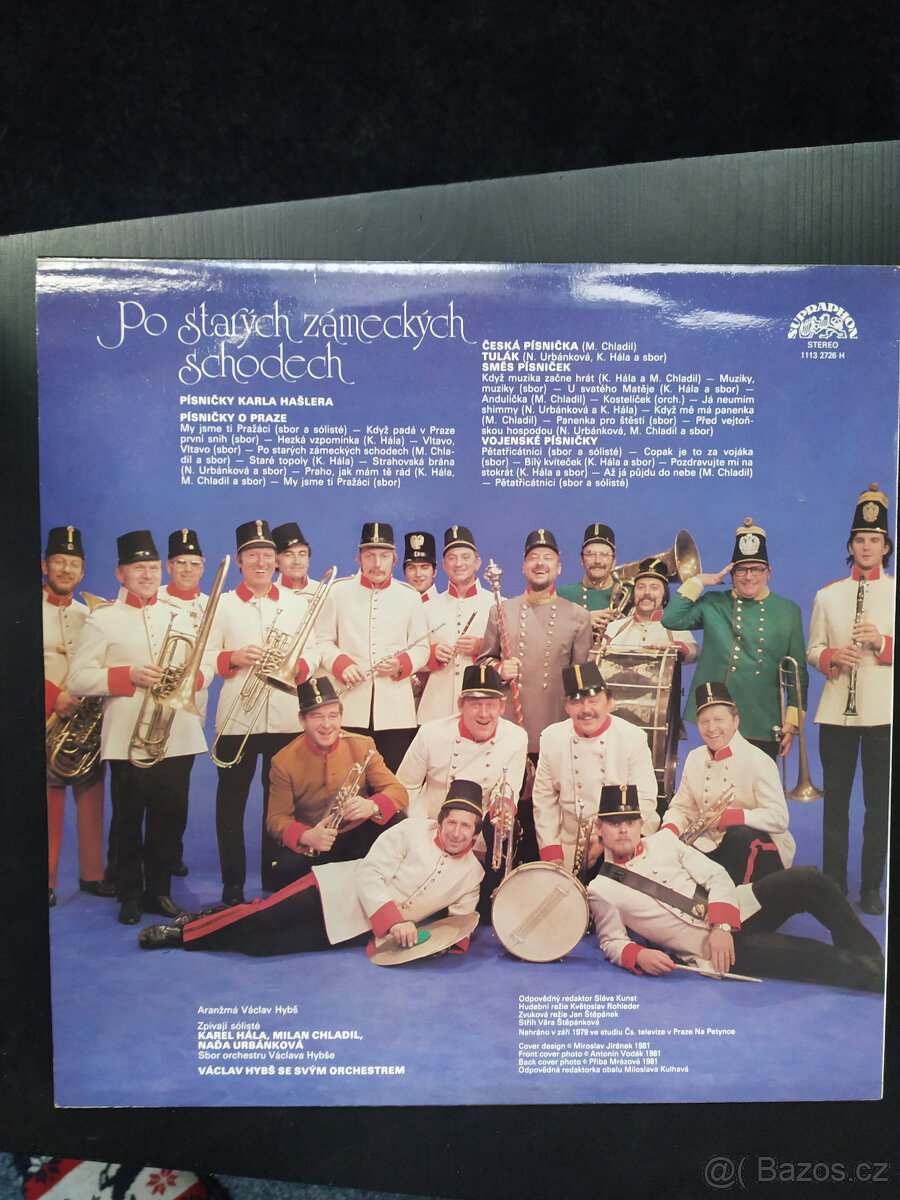 Po starých zámeckých
schodech
PÍSNIČKY KARLA HAŠLERA
PÍSNIČKY O PRAZE
My jsme ti Pražáci (sbor a sólisté) — Když padá v Praze
první sníh (sbor) — Hezká vzpomínka (K. Hála) — Vltavo,
Vltavo (sbor) — Po starých zámeckých schodech (M. Chla-
dil a sbor) — Staré topoly (K. Hála) — Strahovská brána
(N. Urbánková a sbor) — Praho, jak mám tě rád (K. Hála,
M. Chladil a sbor) — My jsme ti Pražáci (sbor)
ČESKÁ PÍSNIČKA (M. Chladil)
TULÁK (N. Urbánková, K. Hála a sbor)
SMĚS PÍSNIČEK
Když muzika začne hrát (K. Hála a M. Chladil) — Muziky,
muziky (sbor) — U svatého Matěje (K. Hála a sbor) —
Andulička (M. Chladil) — Kostelíček (orch.) — Já neumím
shimmy (N. Urbánková a K. Hála) — Když mě má panenka
(M. Chladil) — Panenka pro štěstí (sbor) — Před vejtoň-
skou hospodou (N. Urbánková, M. Chladil a sbor)
VOJENSKÉ PÍSNIČKY
Pětatřicátníci (sbor a sólisté) — Copak je to za vojáka
(sbor) — Bílý kvíteček (K. Hála a sbor) — Pozdravujte mi na
stokrát (K. Hála a sbor) — Až já půjdu do nebe (M. Chladil)
— Pětatřicátníci (sbor a sólisté)
SUPRAPHON
STEREO
1113 2726 H
Aranžmá Václav Hybš
Zpívají sólisté
KAREL HÁLA, MILAN CHLADIL,
NAĎA URBÁNKOVÁ
Sbor orchestru Václava Hybše
VÁCLAV HYBŠ SE SVÝM ORCHESTREM
Odpovědný redaktor Sláva Kunst
Hudební režie Květoslav Rohleder
Zvuková režie Jan Štěpánek
Střih Věra Štěpánková
Nahráno v září 1979 ve studiu Čs. televize v Praze Na Petynce
Cover design © Miroslav Jiránek 1981
Front cover photo © Antonín Vodák 1981
Back cover photo © Přiba Mrázová 1981
Odpovědná redaktorka obalu Miloslava Kulhavá
@( Bazos.cz